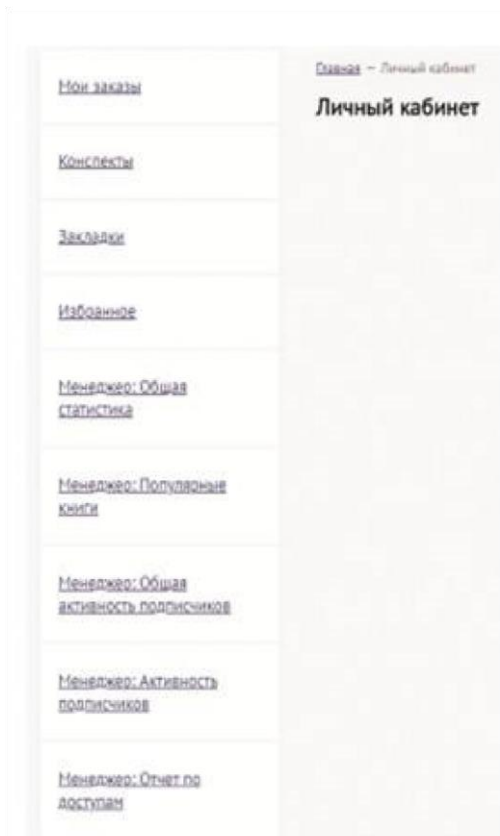 Мои заказы
Конспекты
Закладки
Избранное
Менеджер: Общая
статистика
Менеджер: Популярные
книги
Менеджер: Общая
активность подписчиков
Менеджер: Активность
подписчиков
Менеджер: Отчет по
доступам
Главная – Личный кабинет
Личный кабинет